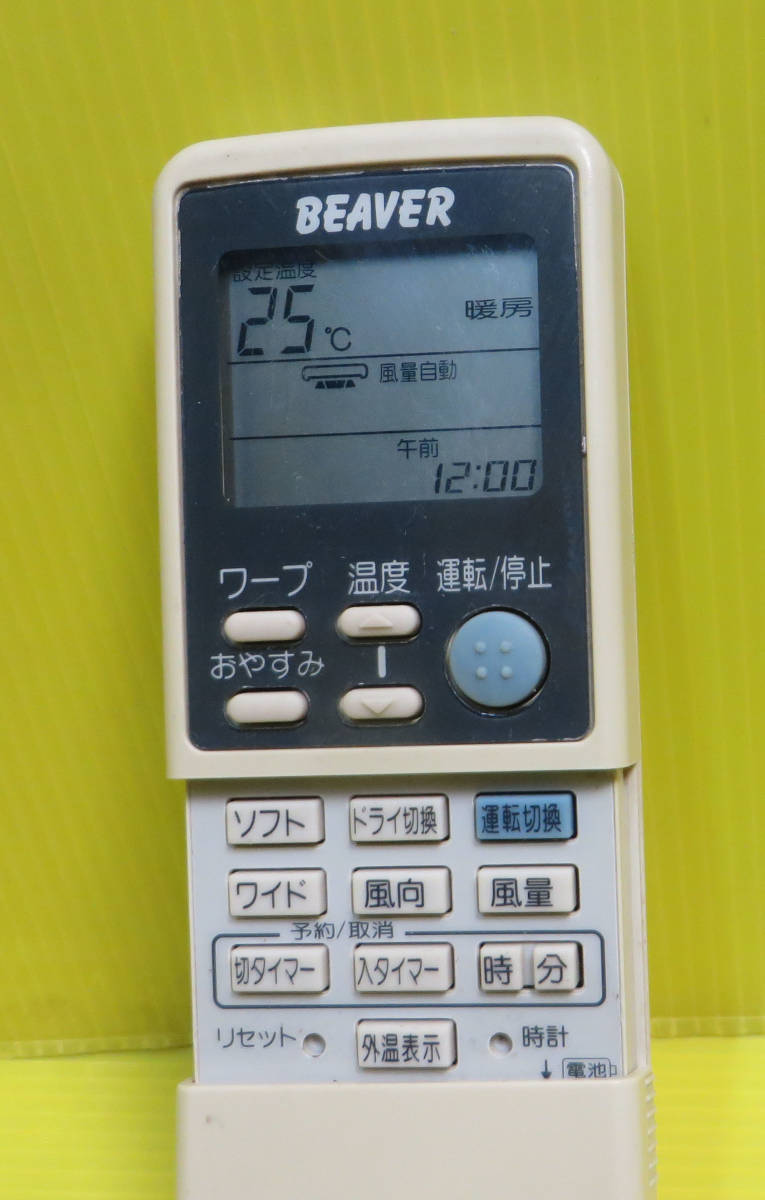 BEAVER
設定温度
25℃ 暖房
風量自動
午前
12:00
ワープ 温度 運転/停止
おやすみ
ソフト ドライ切換 運転切換
ワイド 風向 風量
予約/取消
切タイマー 入タイマー 時 分
リセット 外温表示 時計
↓電池